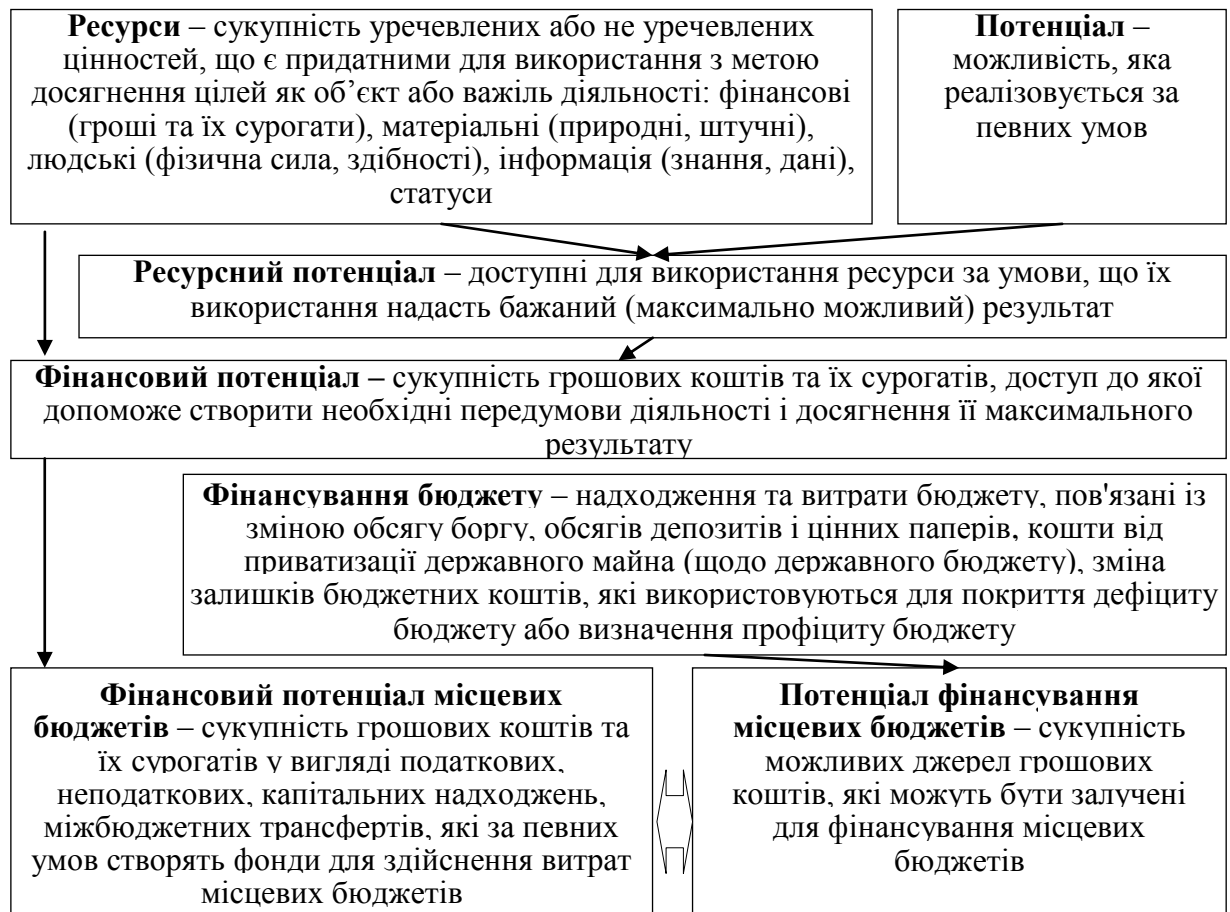 Ресурси – сукупність уречевлених або не уречевлених
цінностей, що є придатними для використання з метою
досягнення цілей як об’єкт або важіль діяльності: фінансові
(гроші та їх сурогати), матеріальні (природні, штучні),
людські (фізична сила, здібності), інформація (знання, дані),
статуси
Потенціал –
можливість, яка
реалізовується за
певних умов
Ресурсний потенціал – доступні для використання ресурси за умови, що їх
використання надасть бажаний (максимально можливий) результат
Фінансовий потенціал – сукупність грошових коштів та їх сурогатів, доступ до якої
допоможе створити необхідні передумови діяльності і досягнення її максимального
результату
Фінансування бюджету – надходження та витрати бюджету, пов'язані із
зміною обсягу боргу, обсягів депозитів і цінних паперів, кошти від
приватизації державного майна (щодо державного бюджету), зміна
залишків бюджетних коштів, які використовуються для покриття дефіциту
бюджету або визначення профіциту бюджету
Фінансовий потенціал місцевих
бюджетів – сукупність грошових коштів та
їх сурогатів у вигляді податкових,
неподаткових, капітальних надходжень,
міжбюджетних трансфертів, які за певних
умов створять фонди для здійснення витрат
місцевих бюджетів
Потенціал фінансування
місцевих бюджетів – сукупність
можливих джерел грошових
коштів, які можуть бути залучені
для фінансування місцевих
бюджетів